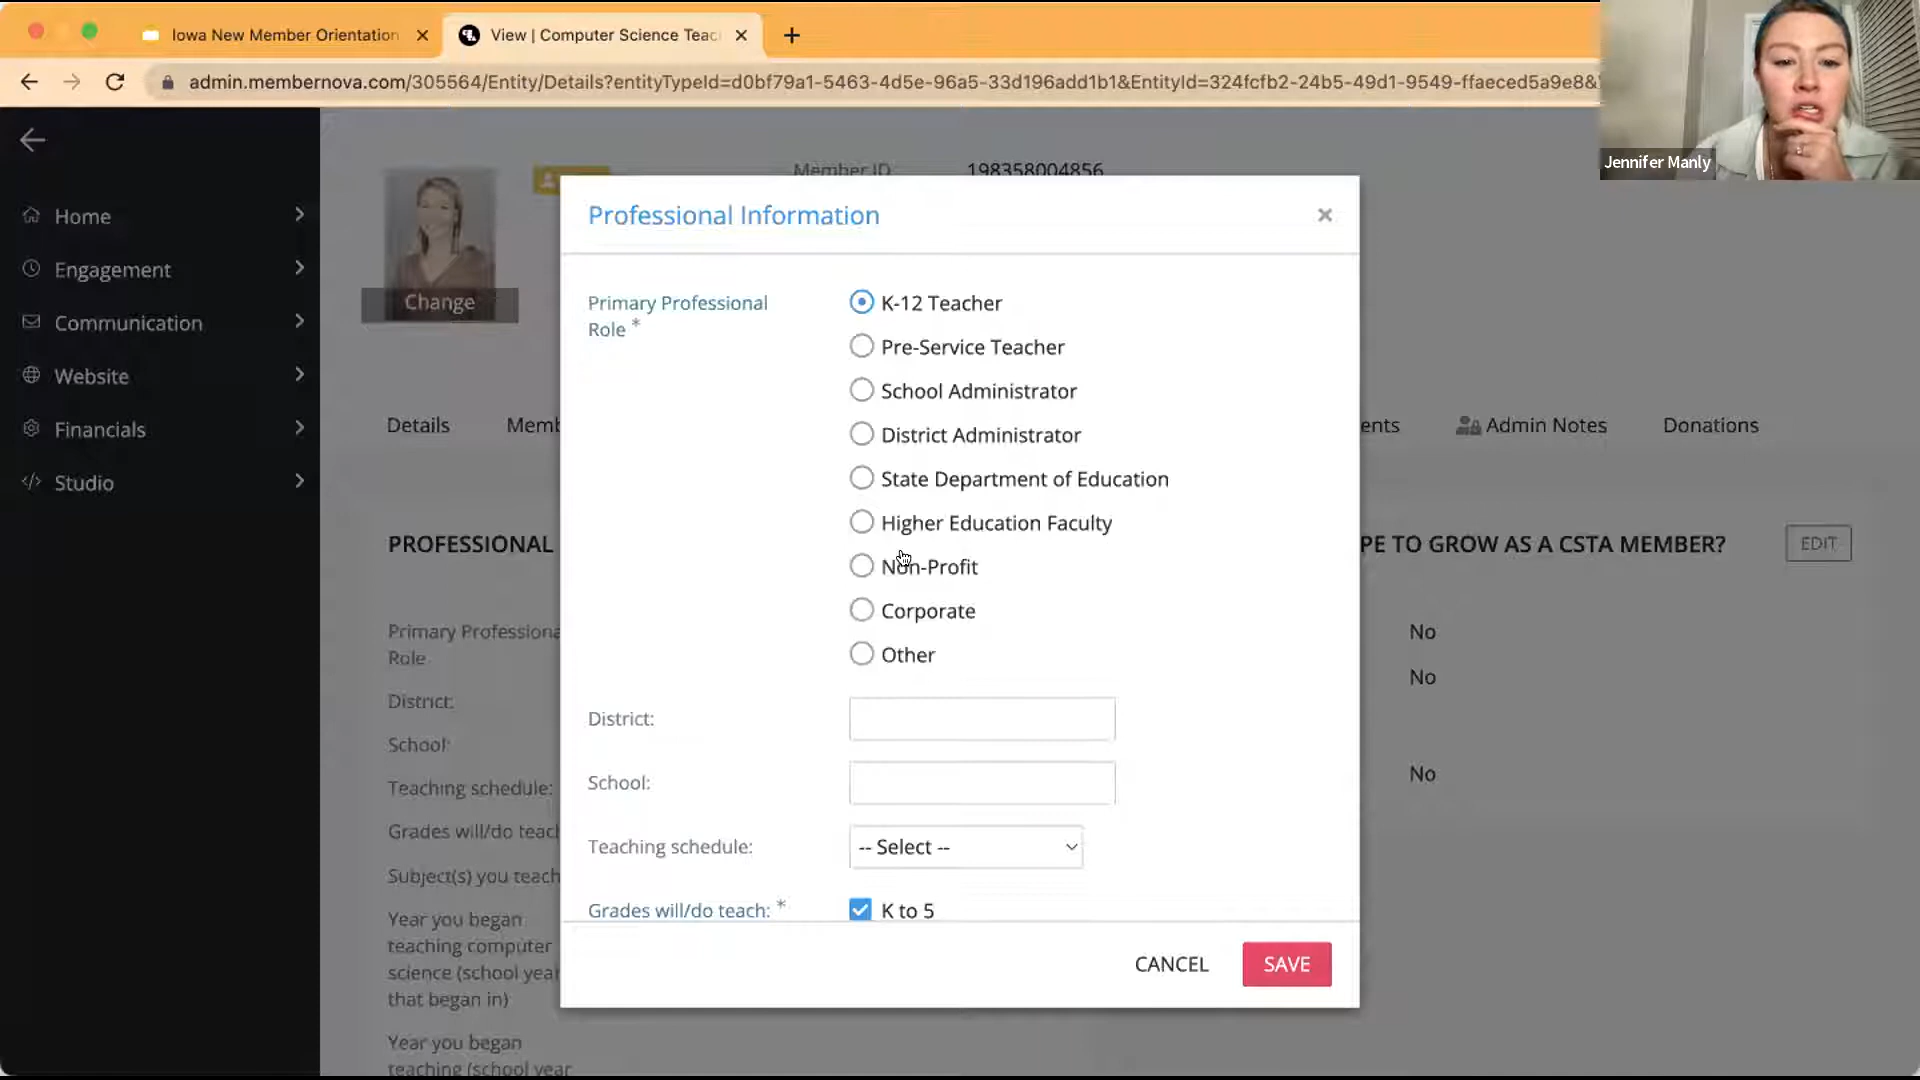 Iowa New Member Orientation
View | Computer Science Teac
admin.membernova.com/305564/Entity/Details?entityTypeId=d0bf79a1-5463-4d5e-96a5-33d196add1b1&EntityId=324fcfb2-24b5-49d1-9549-ffaeced5a9e8&
Jennifer Manly
Home
Engagement
Communication
Website
Financials
Studio
Change
Member ID
198358004856
Details
Memb
ents
Admin Notes
Donations
PROFESSIONAL
PE TO GROW AS A CSTA MEMBER?
EDIT
Primary Professiona
Role
District:
School:
Teaching schedule:
Grades will/do teach
Subject(s) you teach
Year you began
teaching computer
science (school year
that began in)
Year you began
teaching (school year
No
No
No
Professional Information
×
Primary Professional
Role *
K-12 Teacher
Pre-Service Teacher
School Administrator
District Administrator
State Department of Education
Higher Education Faculty
Non-Profit
Corporate
Other
District:
School:
Teaching schedule:
-- Select --
Grades will/do teach: *
K to 5
CANCEL
SAVE